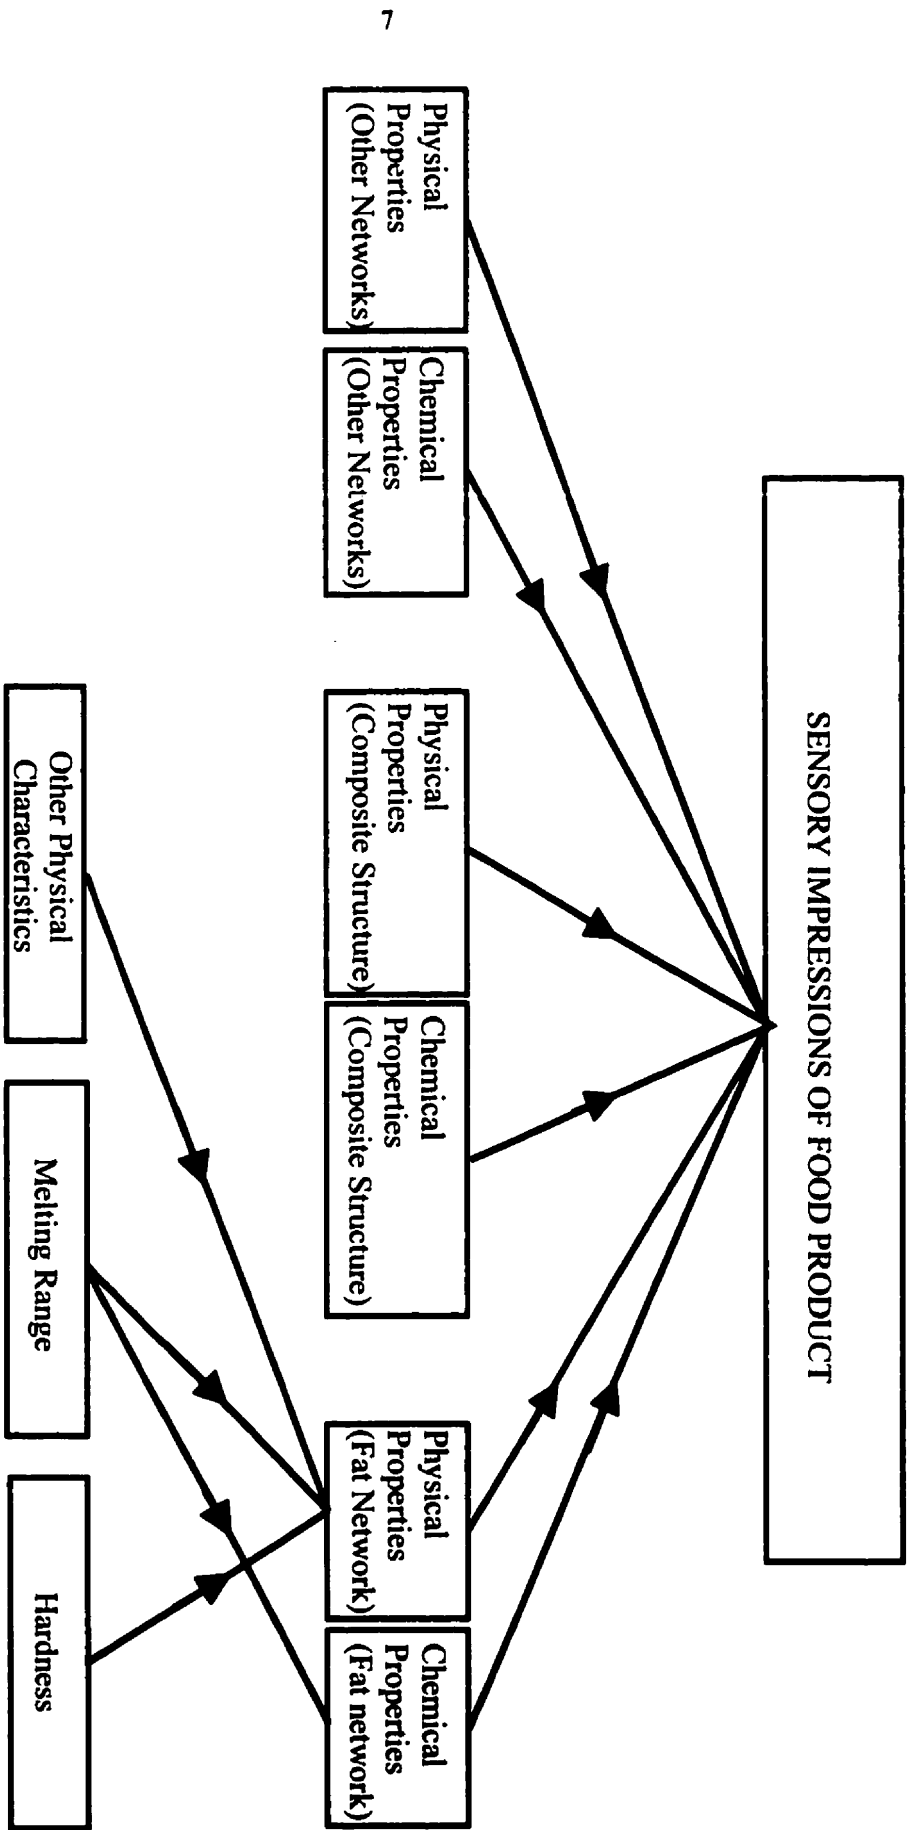 7
SENSORY IMPRESSIONS OF FOOD PRODUCT
Physical
Properties
(Other Networks)
Chemical
Properties
(Other Networks)
Physical
Properties
(Composite Structure)
Chemical
Properties
(Composite Structure)
Physical
Properties
(Fat Network)
Chemical
Properties
(Fat network)
Other Physical
Characteristics
Melting Range
Hardness